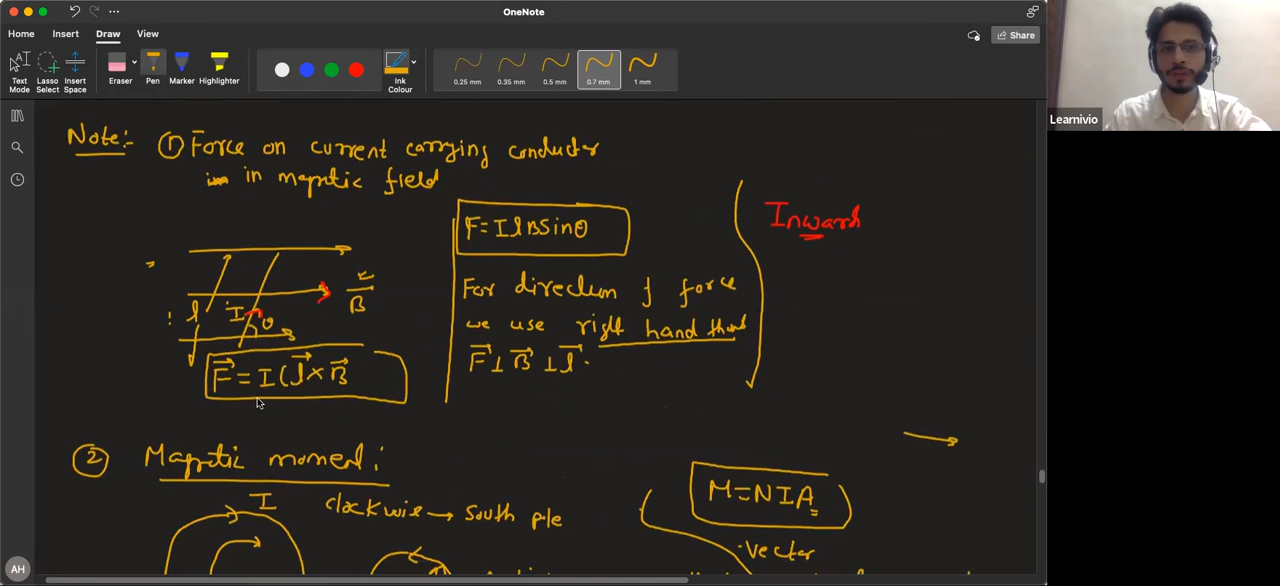 OneNote
Home Insert Draw View
Share
Text Mode
Lasso Select
Insert Space
Eraser
Pen
Marker
Highlighter
Ink Colour
0.25 mm
0.35 mm
0.5 mm
0.7 mm
1 mm
Learnivio
Note:- ① Force on current carrying conductor
in magnetic field
F = IlBsinθ
Inward
B
l I θ
For direction of force
we use right hand thumb
F⃗ ⊥ B⃗ ⊥ l⃗
F⃗ = I(l⃗ × B⃗
② Magnetic moment:
M = NIA
I
clockwise → South pole
vector
AH